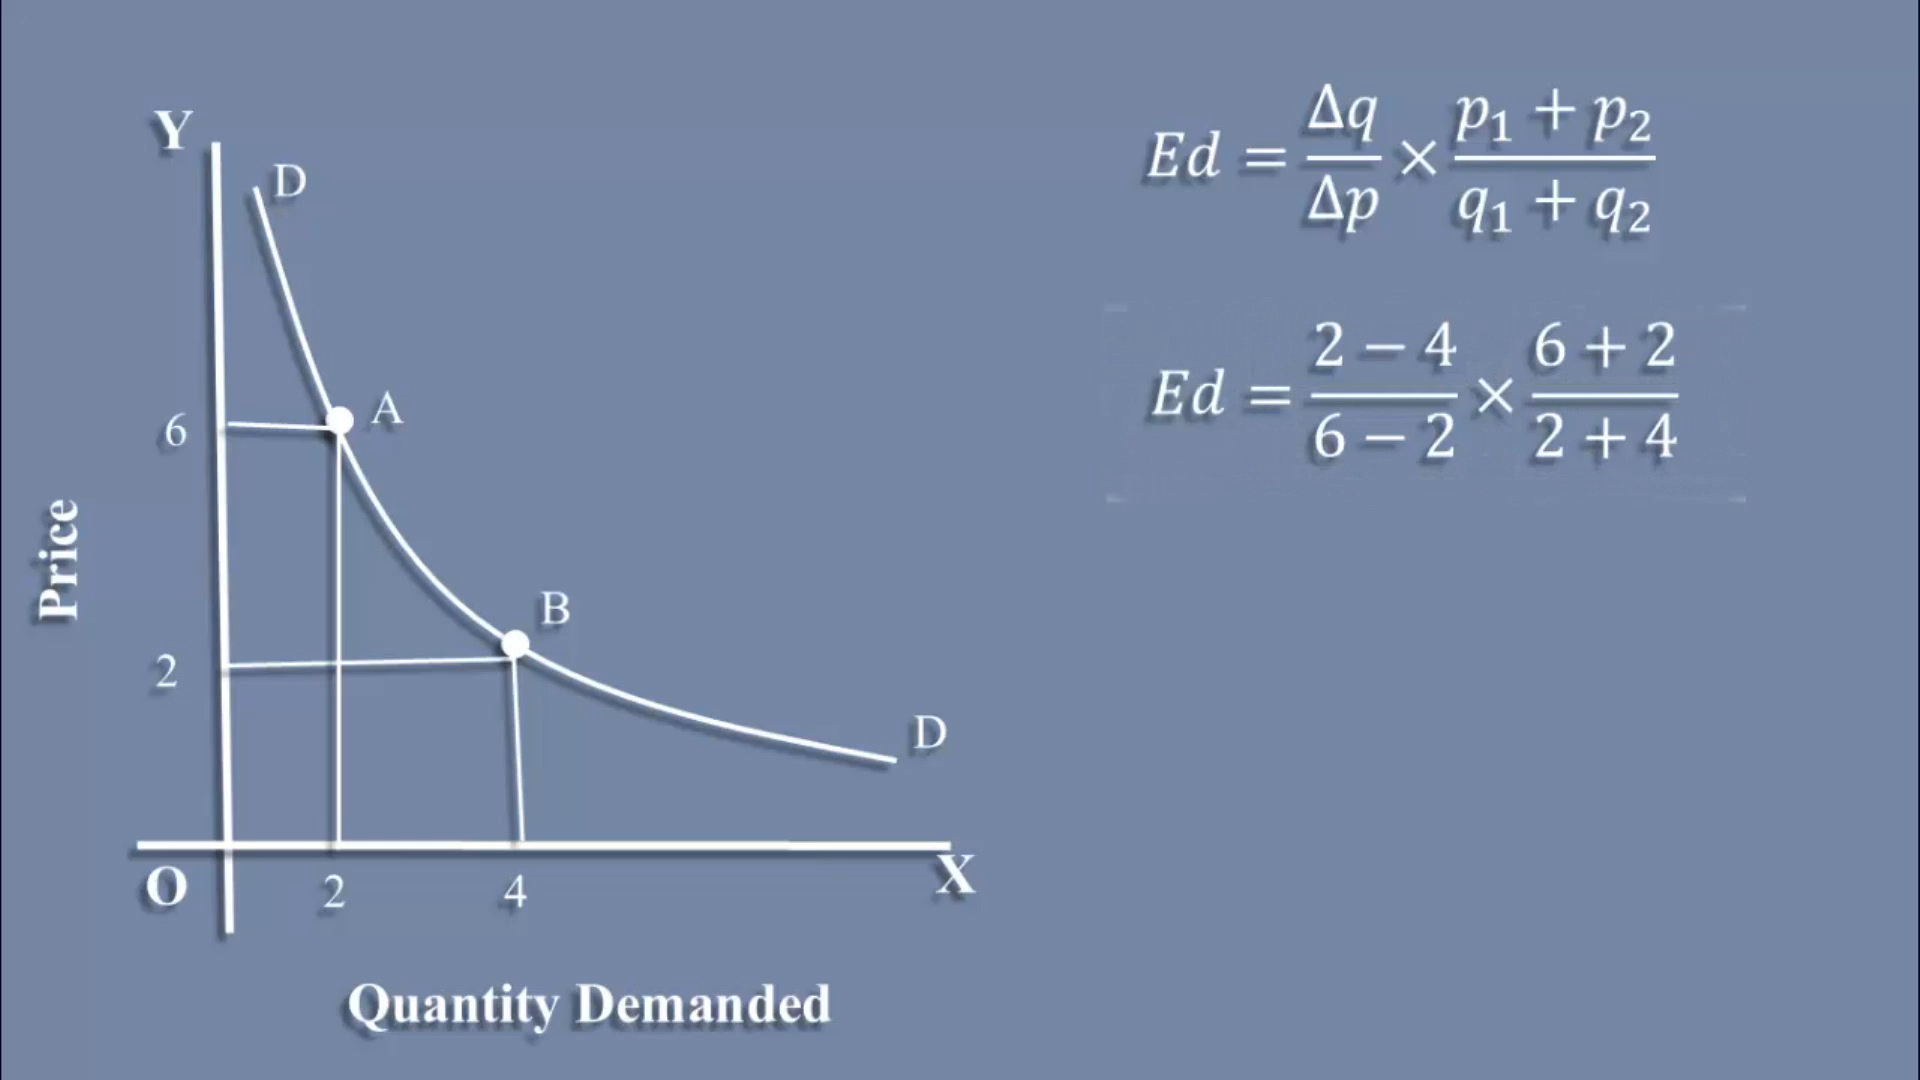 Y
D
A
6
B
2
D
O
2
4
X
Price
Quantity Demanded
Ed = Δq/Δp × p₁ + p₂/q₁ + q₂
Ed = 2 − 4/6 − 2 × 6 + 2/2 + 4